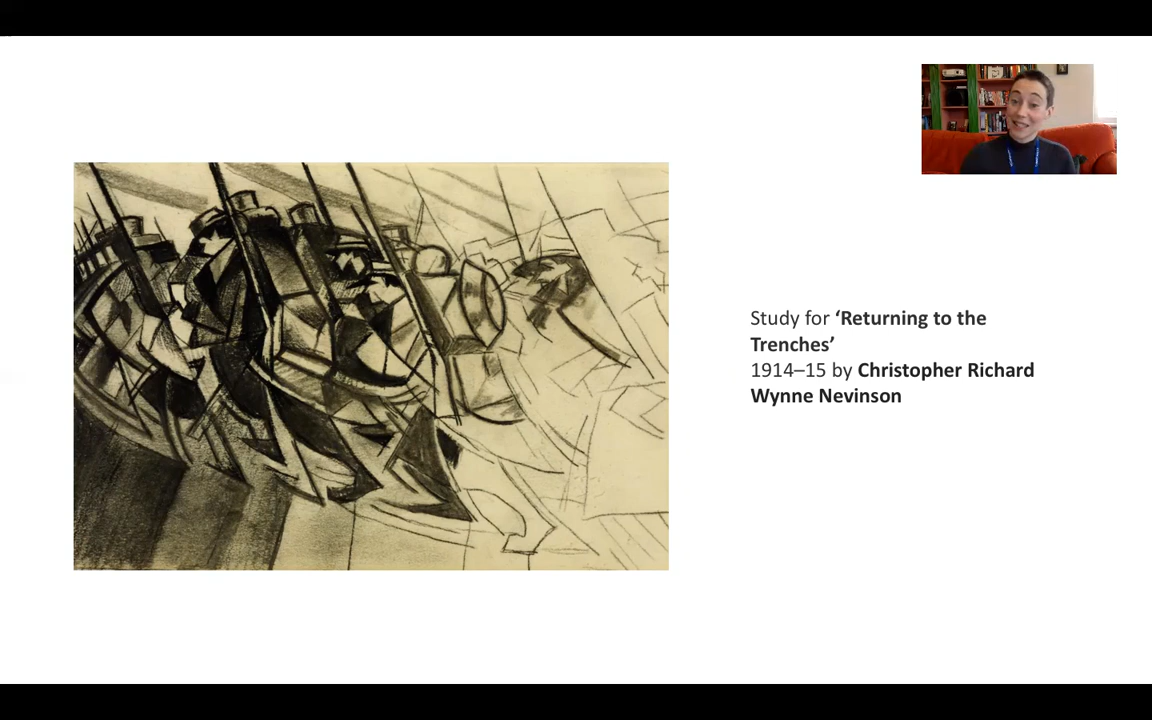 Study for ‘Returning to the
Trenches’
1914–15 by Christopher Richard
Wynne Nevinson